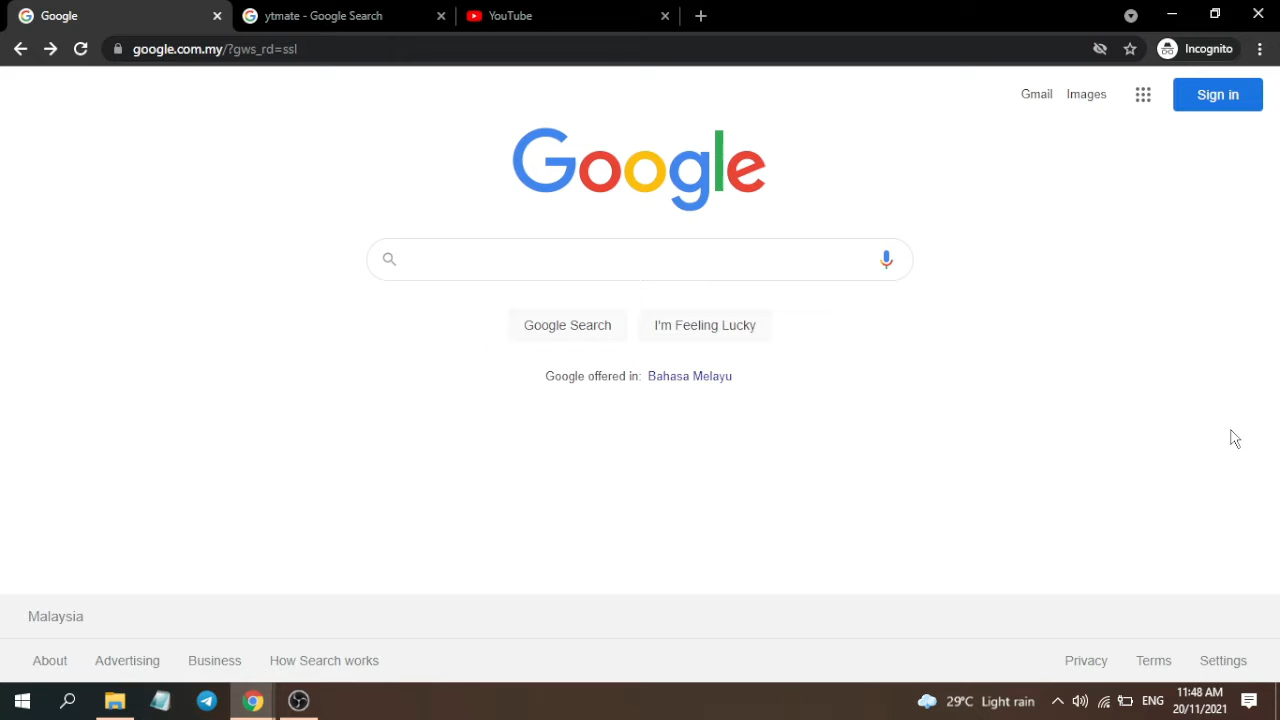 Google
ytmate - Google Search
YouTube
google.com.my/?gws_rd=ssl
Incognito
Gmail
Images
Sign in
Google
Google Search
I'm Feeling Lucky
Google offered in: Bahasa Melayu
Malaysia
About
Advertising
Business
How Search works
Privacy
Terms
Settings
29°C Light rain
ENG
11:48 AM
20/11/2021